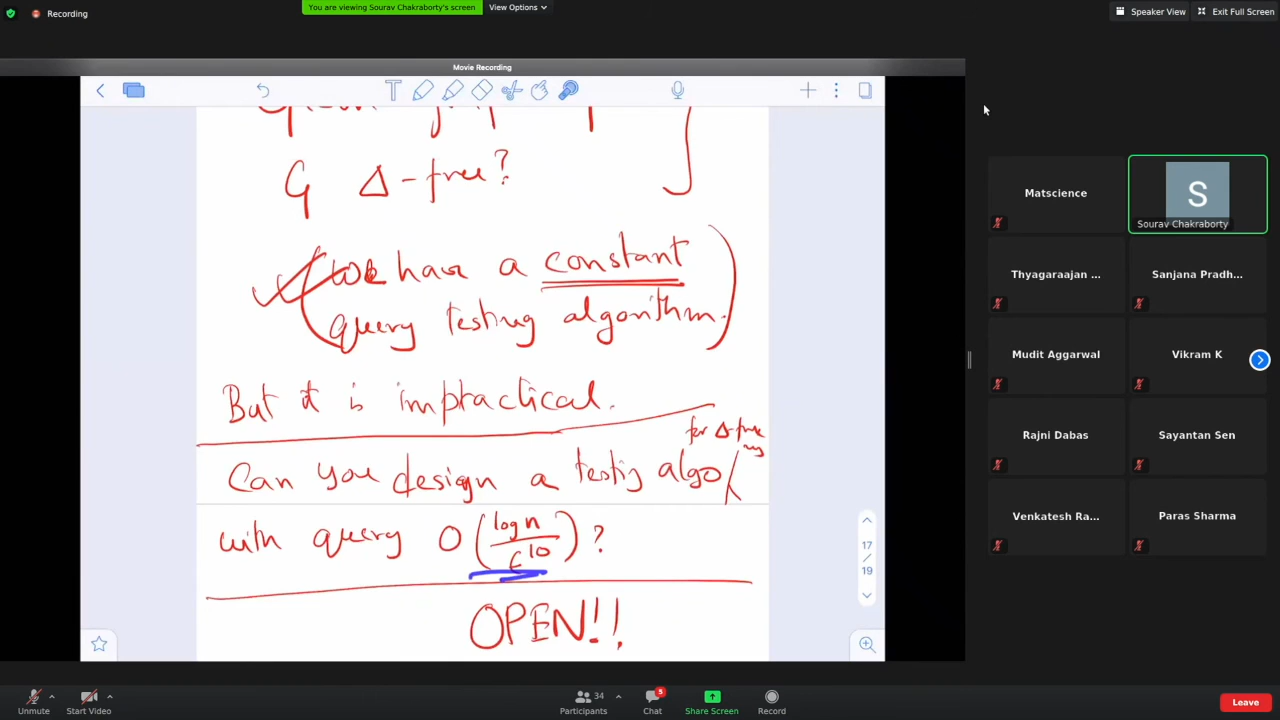 Recording
You are viewing Sourav Chakraborty's screen
View Options
Speaker View
Exit Full Screen
Movie Recording
G Δ-free?
We have a constant
query testing algorithm.
But it is impractical.
for Δ-free
Can you design a testig algo
with query O(log n / ϵ^10)?
OPEN!!
17
/
19
Matscience
S
Sourav Chakraborty
Thyagaraajan ...
Sanjana Pradh...
Mudit Aggarwal
Vikram K
Rajni Dabas
Sayantan Sen
Venkatesh Ra...
Paras Sharma
Unmute
Start Video
34
Participants
5
Chat
Share Screen
Record
Leave